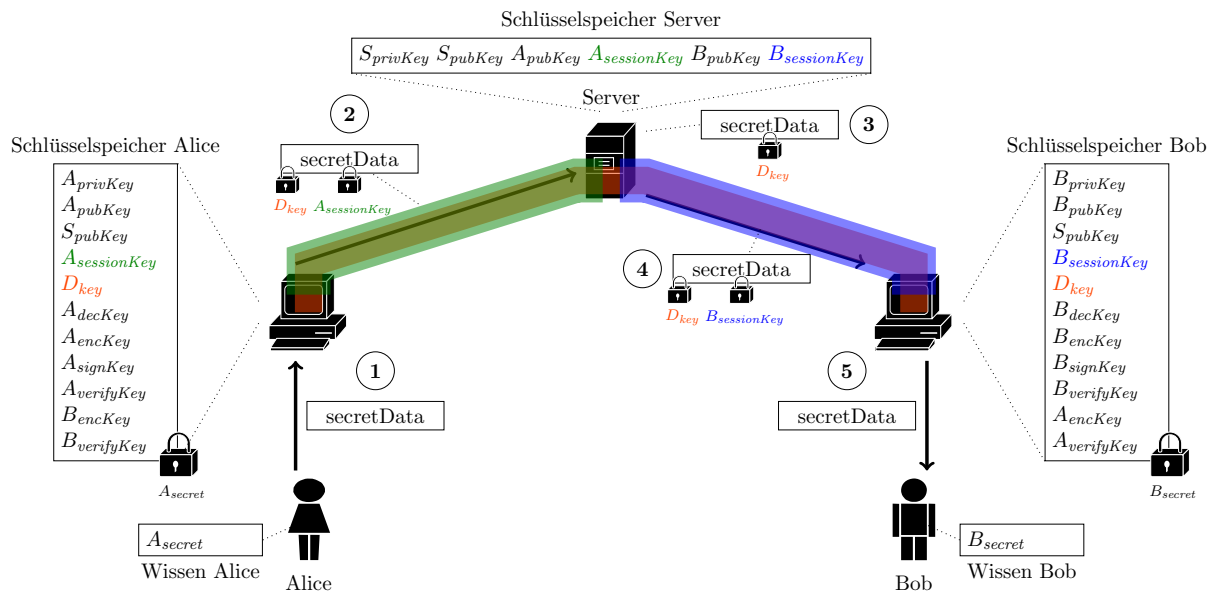 Schlüsselspeicher Server
S_privKey S_pubKey A_pubKey A_sessionKey B_pubKey B_sessionKey
Server
2
secretData
D_key A_sessionKey
secretData
3
D_key
Schlüsselspeicher Alice
A_privKey
A_pubKey
S_pubKey
A_sessionKey
D_key
A_decKey
A_encKey
A_signKey
A_verifyKey
B_encKey
B_verifyKey
A_secret
Schlüsselspeicher Bob
B_privKey
B_pubKey
S_pubKey
B_sessionKey
D_key
B_decKey
B_encKey
B_signKey
B_verifyKey
A_encKey
A_verifyKey
B_secret
4
secretData
D_key B_sessionKey
1
secretData
5
secretData
A_secret
Wissen Alice
Alice
B_secret
Wissen Bob
Bob